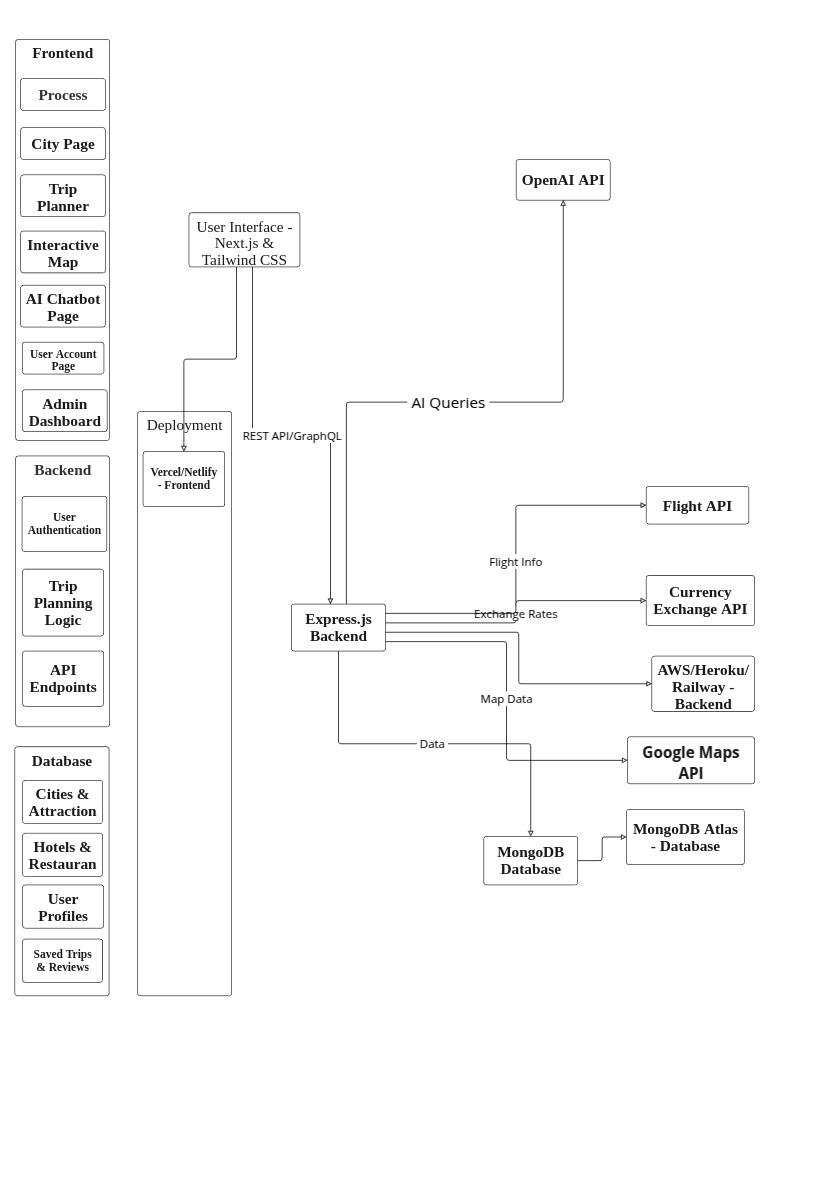 Frontend
Process
City Page
Trip
Planner
Interactive
Map
AI Chatbot
Page
User Account
Page
Admin
Dashboard
Backend
User
Authentication
Trip
Planning
Logic
API
Endpoints
Database
Cities &
Attraction
Hotels &
Restauran
User
Profiles
Saved Trips
& Reviews
User Interface -
Next.js &
Tailwind CSS
Deployment
Vercel/Netlify
- Frontend
REST API/GraphQL
OpenAI API
AI Queries
Express.js
Backend
Flight Info
Flight API
Exchange Rates
Currency
Exchange API
AWS/Heroku/
Railway -
Backend
Map Data
Google Maps
API
Data
MongoDB
Database
MongoDB Atlas
- Database